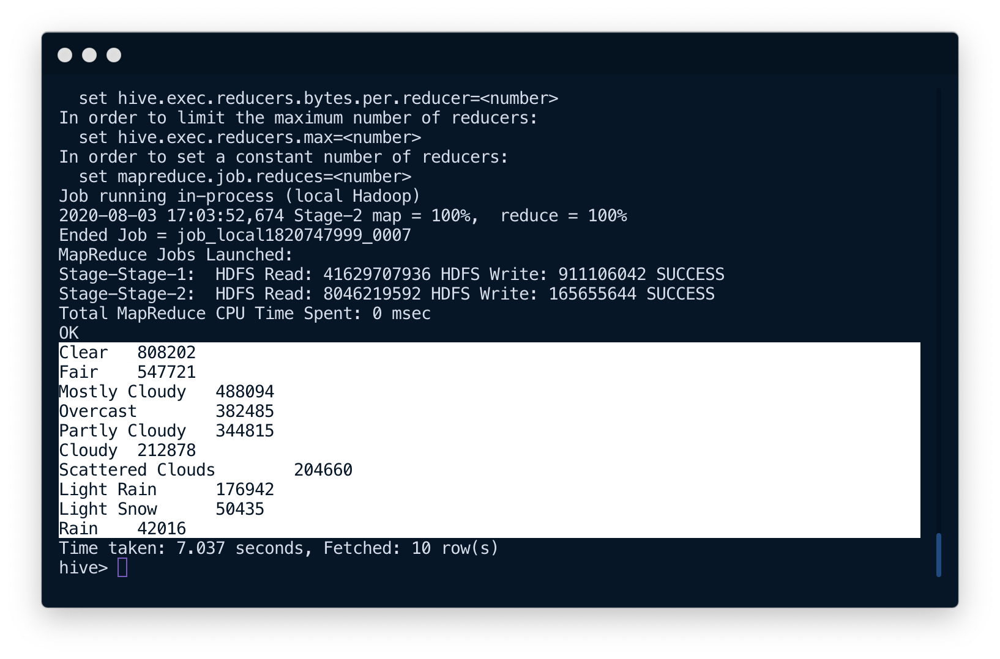 set hive.exec.reducers.bytes.per.reducer=<number>
In order to limit the maximum number of reducers:
  set hive.exec.reducers.max=<number>
In order to set a constant number of reducers:
  set mapreduce.job.reduces=<number>
Job running in-process (local Hadoop)
2020-08-03 17:03:52,674 Stage-2 map = 100%,  reduce = 100%
Ended Job = job_local1820747999_0007
MapReduce Jobs Launched:
Stage-Stage-1:  HDFS Read: 41629707936 HDFS Write: 911106042 SUCCESS
Stage-Stage-2:  HDFS Read: 8046219592 HDFS Write: 165655644 SUCCESS
Total MapReduce CPU Time Spent: 0 msec
OK
Clear   808202
Fair    547721
Mostly Cloudy   488094
Overcast        382485
Partly Cloudy   344815
Cloudy  212878
Scattered Clouds        204660
Light Rain      176942
Light Snow      50435
Rain    42016
Time taken: 7.037 seconds, Fetched: 10 row(s)
hive>